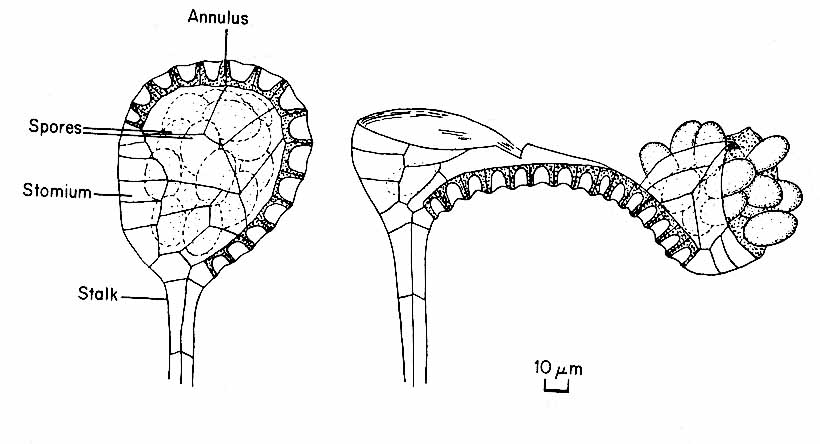 Annulus
Spores
Stomium
Stalk
10 μm